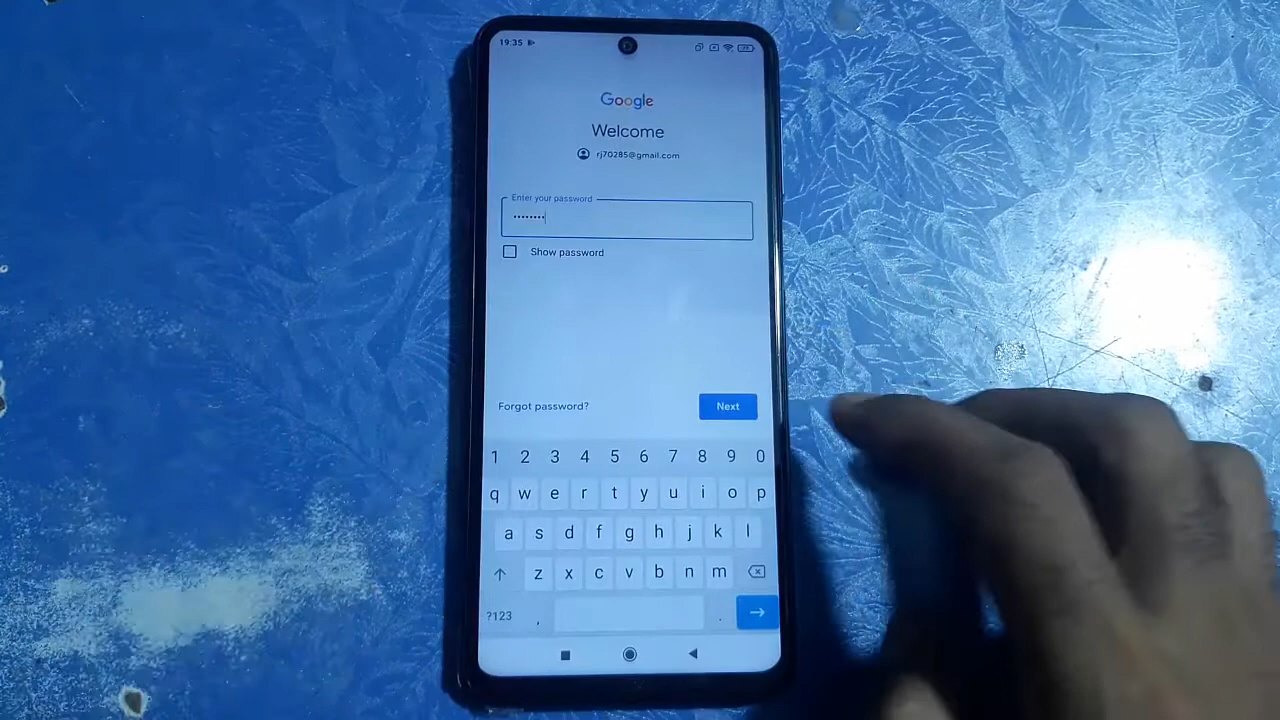 19:35
Google
Welcome
rj70285@gmail.com
Enter your password
••••••••
Show password
Forgot password?
Next
1 2 3 4 5 6 7 8 9 0
q w e r t y u i o p
a s d f g h j k l
z x c v b n m
?123 , .